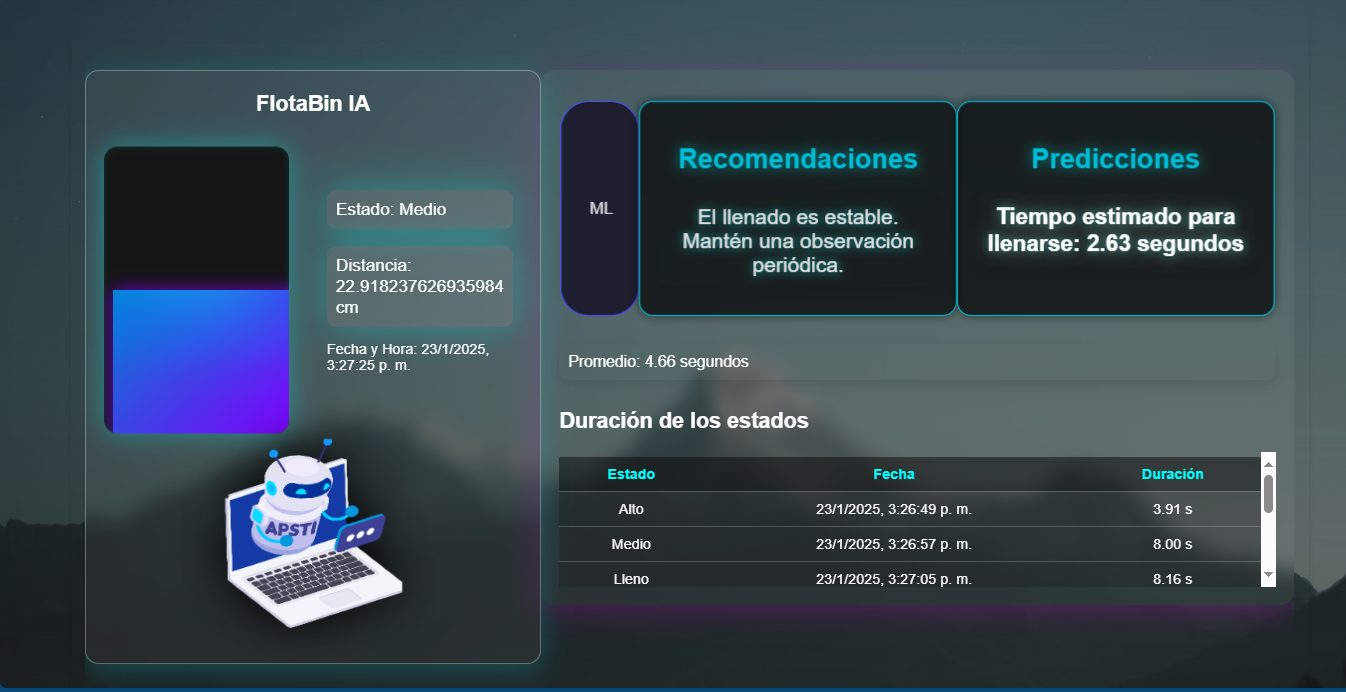 FlotaBin IA
Estado: Medio
Distancia:
22.918237626935984
cm
Fecha y Hora: 23/1/2025,
3:27:25 p. m.
APSTI
ML
Recomendaciones
El llenado es estable.
Mantén una observación
periódica.
Predicciones
Tiempo estimado para
llenarse: 2.63 segundos
Promedio: 4.66 segundos
Duración de los estados
Estado Fecha Duración
Alto 23/1/2025, 3:26:49 p. m. 3.91 s
Medio 23/1/2025, 3:26:57 p. m. 8.00 s
Lleno 23/1/2025, 3:27:05 p. m. 8.16 s